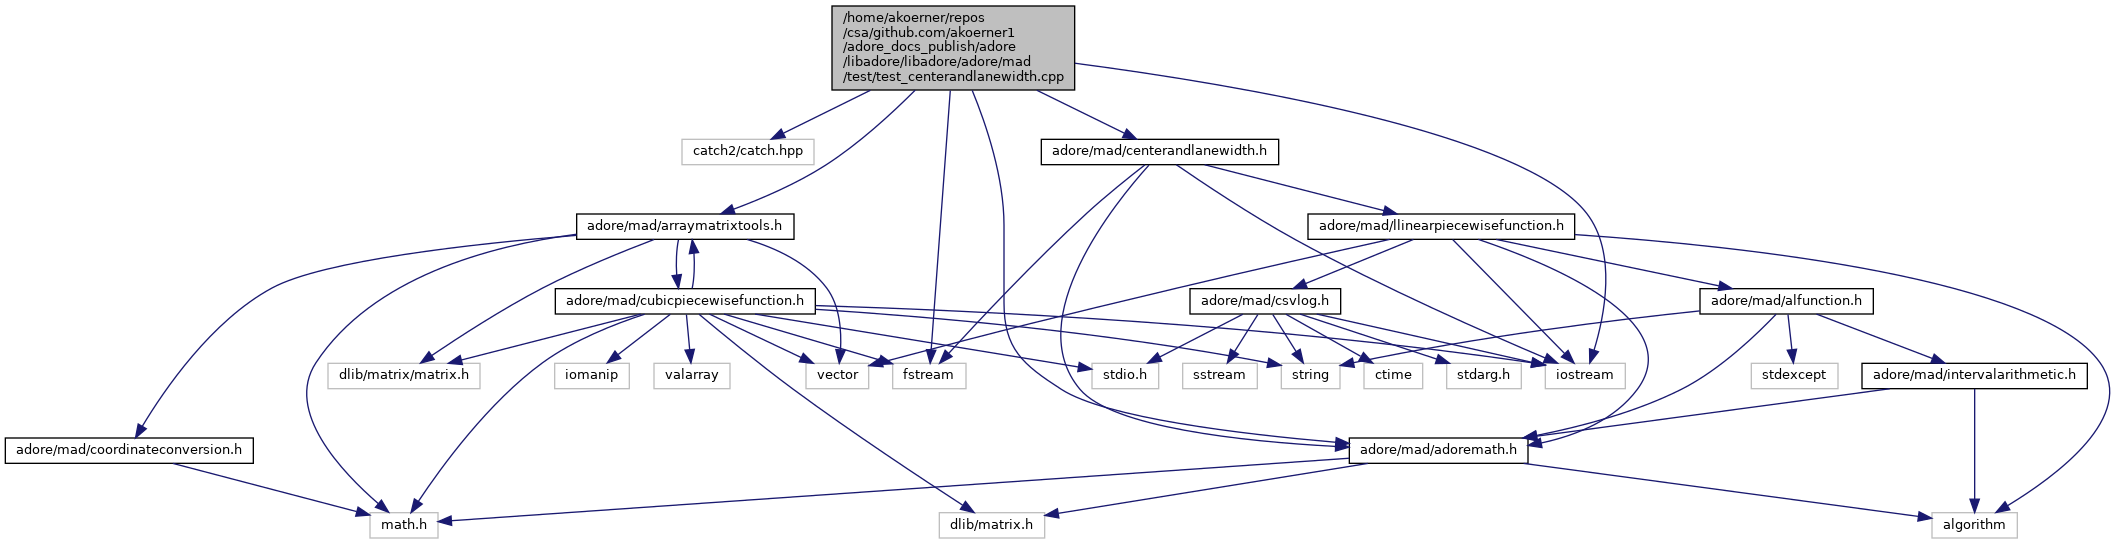 /home/akoerner/repos
/csa/github.com/akoerner1
/adore_docs_publish/adore
/libadore/libadore/adore/mad
/test/test_centerandlanewidth.cpp
catch2/catch.hpp
adore/mad/centerandlanewidth.h
adore/mad/arraymatrixtools.h
adore/mad/llinearpiecewisefunction.h
adore/mad/cubicpiecewisefunction.h
adore/mad/csvlog.h
adore/mad/alfunction.h
dlib/matrix/matrix.h
iomanip
valarray
vector
fstream
stdio.h
sstream
string
ctime
stdarg.h
iostream
stdexcept
adore/mad/intervalarithmetic.h
adore/mad/coordinateconversion.h
adore/mad/adoremath.h
math.h
dlib/matrix.h
algorithm